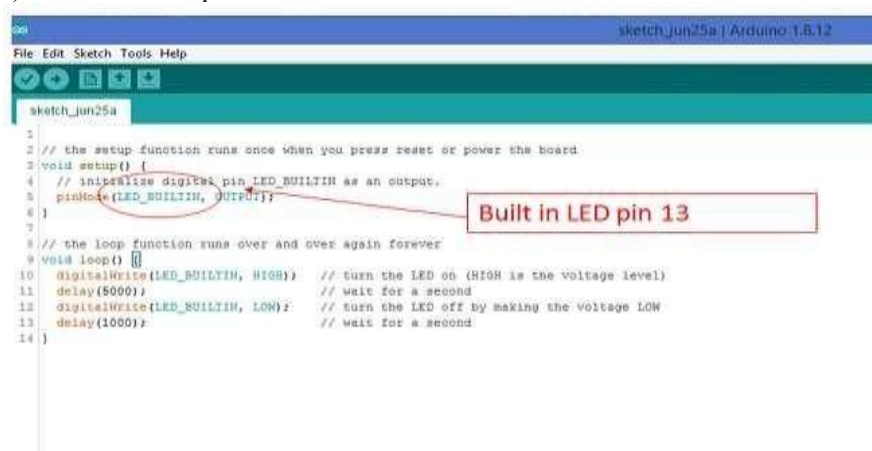 sketch_jun25a | Arduino 1.8.12
File Edit Sketch Tools Help
sketch_jun25a
1
2 // the setup function runs once when you press reset or power the board
3 void setup() {
4 // initialize digital pin LED_BUILTIN as an output.
5 pinMode(LED_BUILTIN, OUTPUT);
6 }
Built in LED pin 13
7
8 // the loop function runs over and over again forever
9 void loop() {
10 digitalWrite(LED_BUILTIN, HIGH); // turn the LED on (HIGH is the voltage level)
11 delay(5000); // wait for a second
12 digitalWrite(LED_BUILTIN, LOW); // turn the LED off by making the voltage LOW
13 delay(1000); // wait for a second
14 }